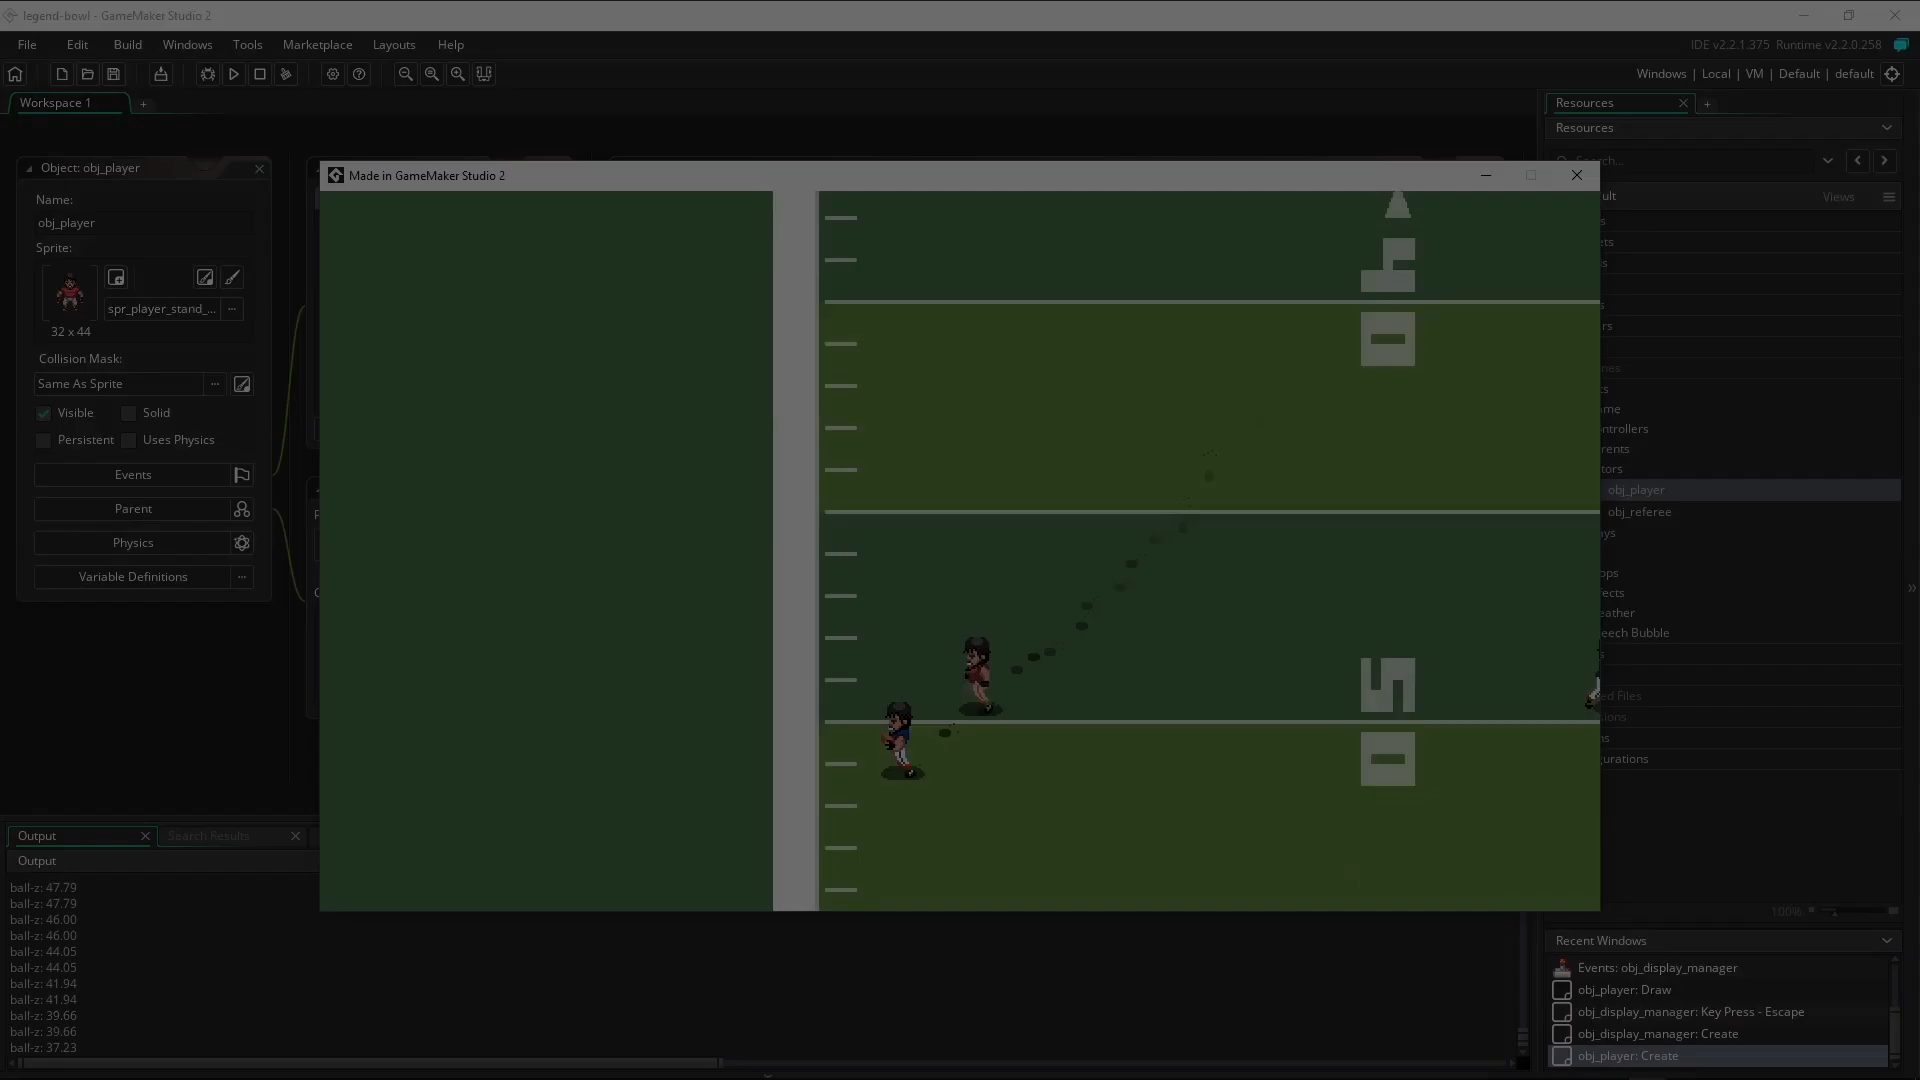 legend-bowl - GameMaker Studio 2
File Edit Build Windows Tools Marketplace Layouts Help
IDE v2.2.1.375 Runtime v2.2.0.258
Windows | Local | VM | Default | default
Workspace 1
Resources
Resources
Search...
Object: obj_player
Made in GameMaker Studio 2
Name:
obj_player
Sprite:
spr_player_stand_...
32 x 44
Collision Mask:
Same As Sprite
Visible Solid
Persistent Uses Physics
Events
Parent
Physics
Variable Definitions
Views
obj_player
obj_referee
eech Bubble
5
0
Output
Search Results
Output
ball-z: 47.79
ball-z: 47.79
ball-z: 46.00
ball-z: 46.00
ball-z: 44.05
ball-z: 44.05
ball-z: 41.94
ball-z: 41.94
ball-z: 39.66
ball-z: 39.66
ball-z: 37.23
100%
Recent Windows
Events: obj_display_manager
obj_player: Draw
obj_display_manager: Key Press - Escape
obj_display_manager: Create
obj_player: Create